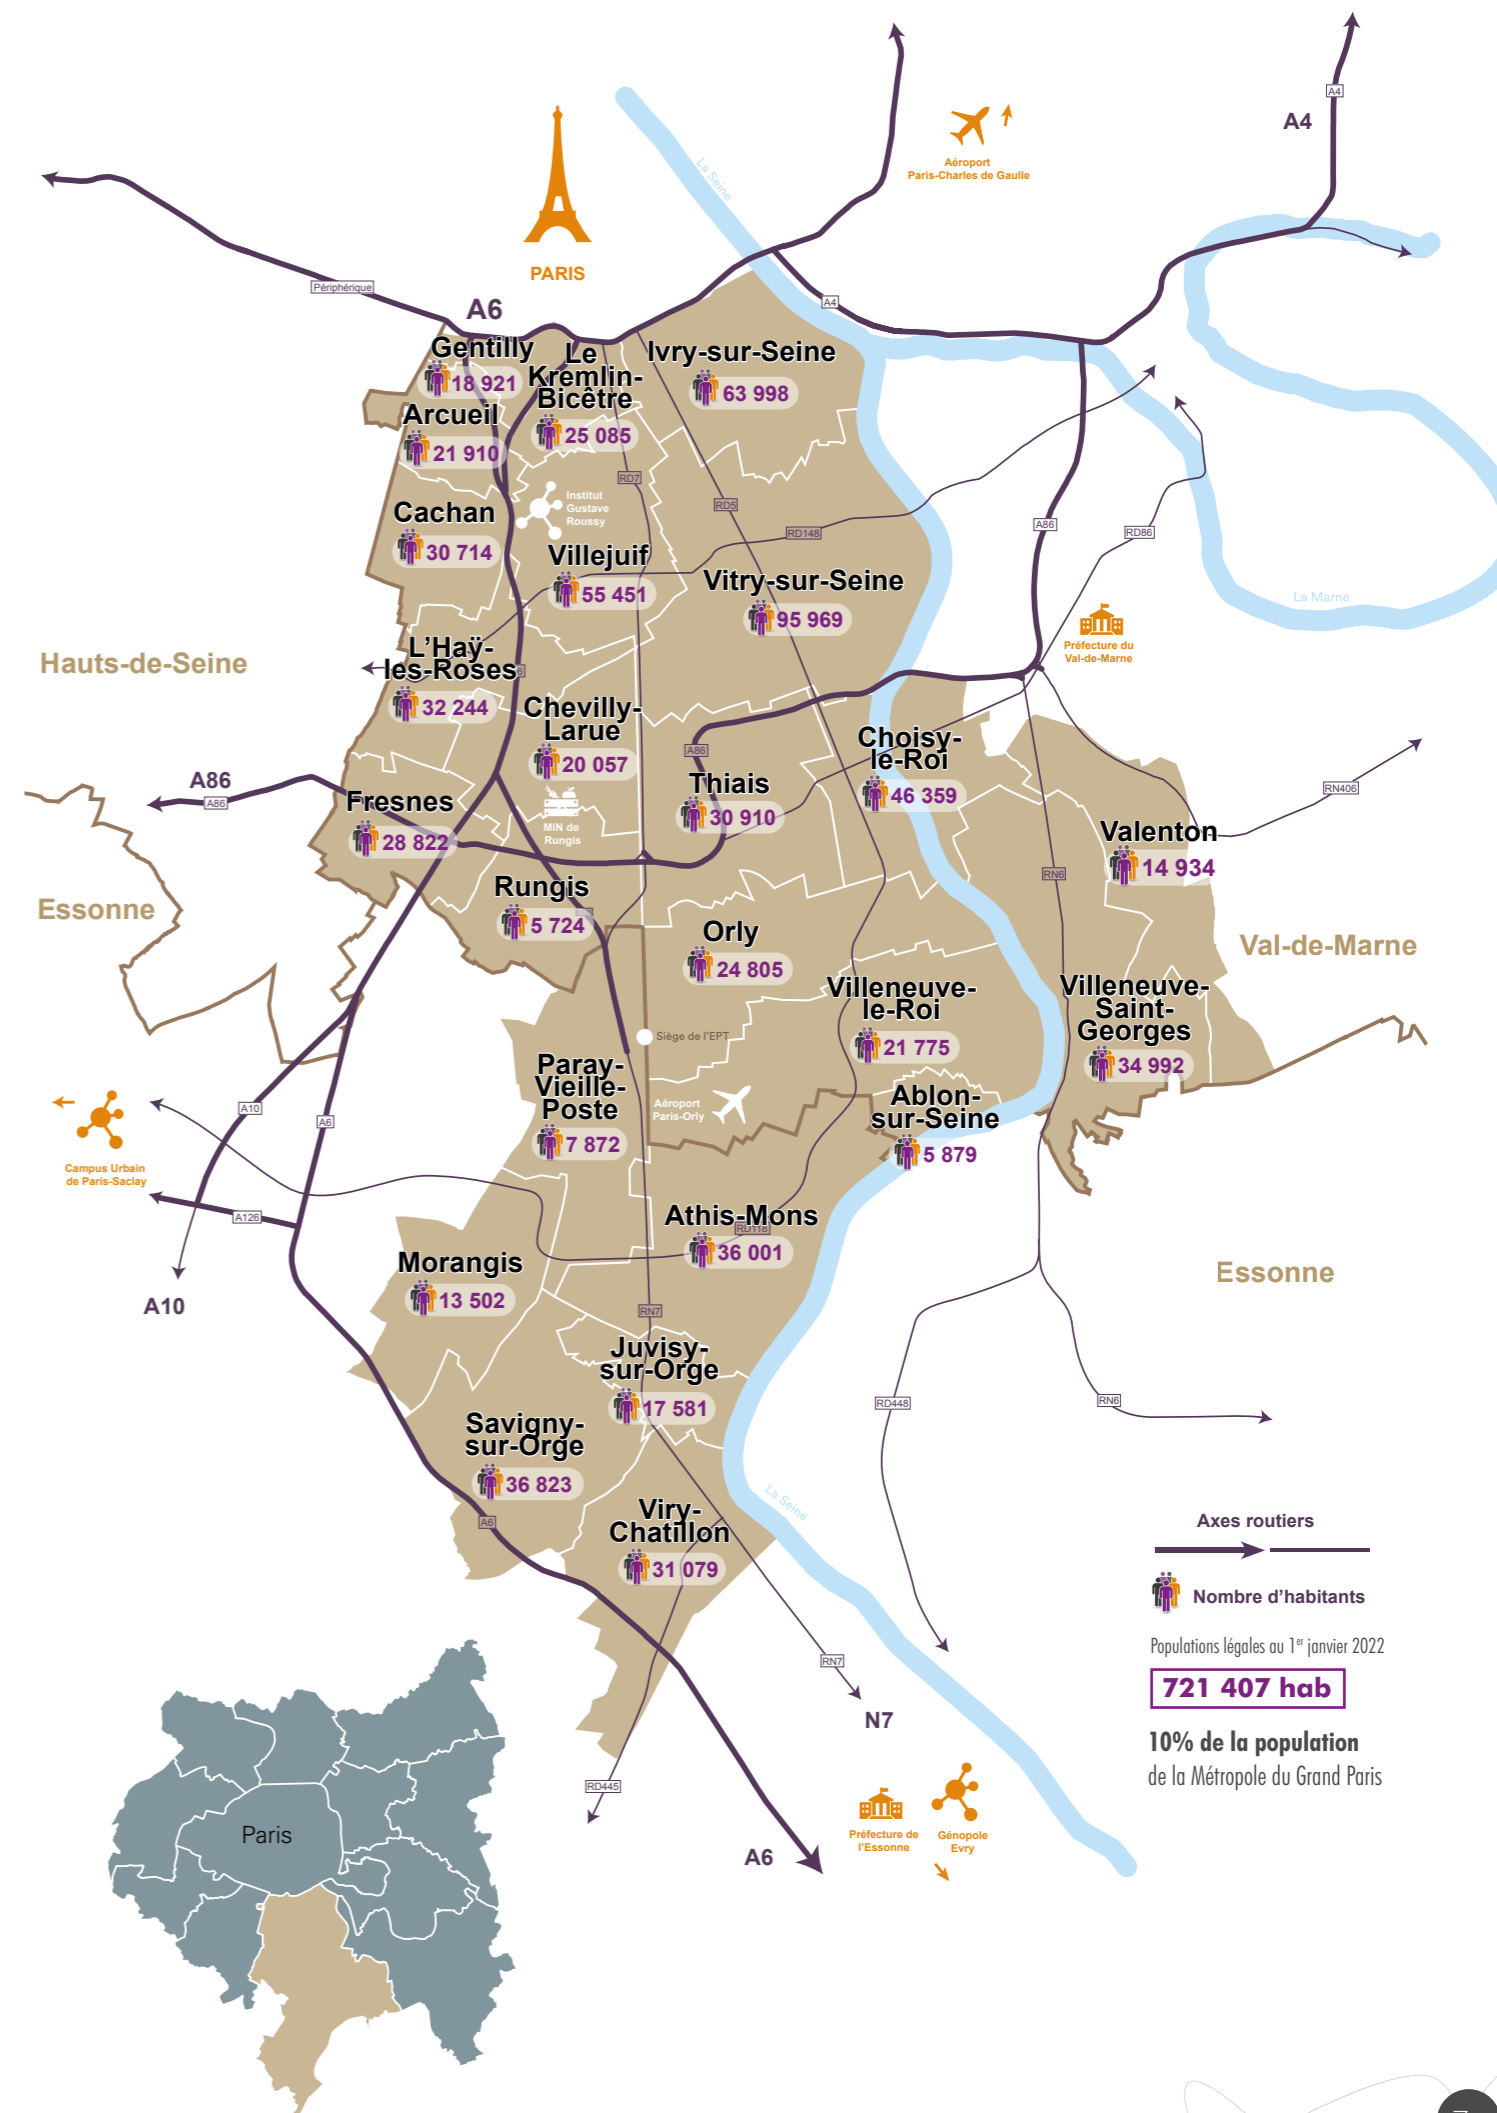 A4
A4
Aéroport
Paris-Charles de Gaulle
La Seine
PARIS
Périphérique
A6
A4
Gentilly
18 921
Le
Kremlin-
Bicêtre
25 085
Ivry-sur-Seine
63 998
Arcueil
21 910
RD7
RD5
Institut
Gustave
Roussy
Cachan
30 714
RD148
A86
RD86
Villejuif
55 451
Vitry-sur-Seine
95 969
La Marne
Préfecture du
Val-de-Marne
Hauts-de-Seine
L'Haÿ-
les-Roses
32 244
Chevilly-
Larue
20 057
A86
Choisy-
le-Roi
46 359
Thiais
30 910
A86
A86
Fresnes
28 822
MIN de
Rungis
RN406
Valenton
14 934
RN6
Essonne
Rungis
5 724
Orly
24 805
Val-de-Marne
Villeneuve-
le-Roi
21 775
Villeneuve-
Saint-
Georges
34 992
Siège de l'EPT
Paray-
Vieille-
Poste
7 872
Aéroport
Paris-Orly
Ablon-
sur-Seine
5 879
A10
A6
Campus Urbain
de Paris-Saclay
A126
Athis-Mons
RD118
36 001
Morangis
13 502
Essonne
A10
RN7
Juvisy-
sur-Orge
17 581
RD448
RN6
Savigny-
sur-Orge
36 823
A6
Viry-
Chatillon
31 079
La Seine
Axes routiers
Nombre d'habitants
Populations légales au 1er janvier 2022
721 407 hab
10% de la population
de la Métropole du Grand Paris
RN7
N7
RD445
Préfecture de
l'Essonne
Génopole
Evry
A6
Paris